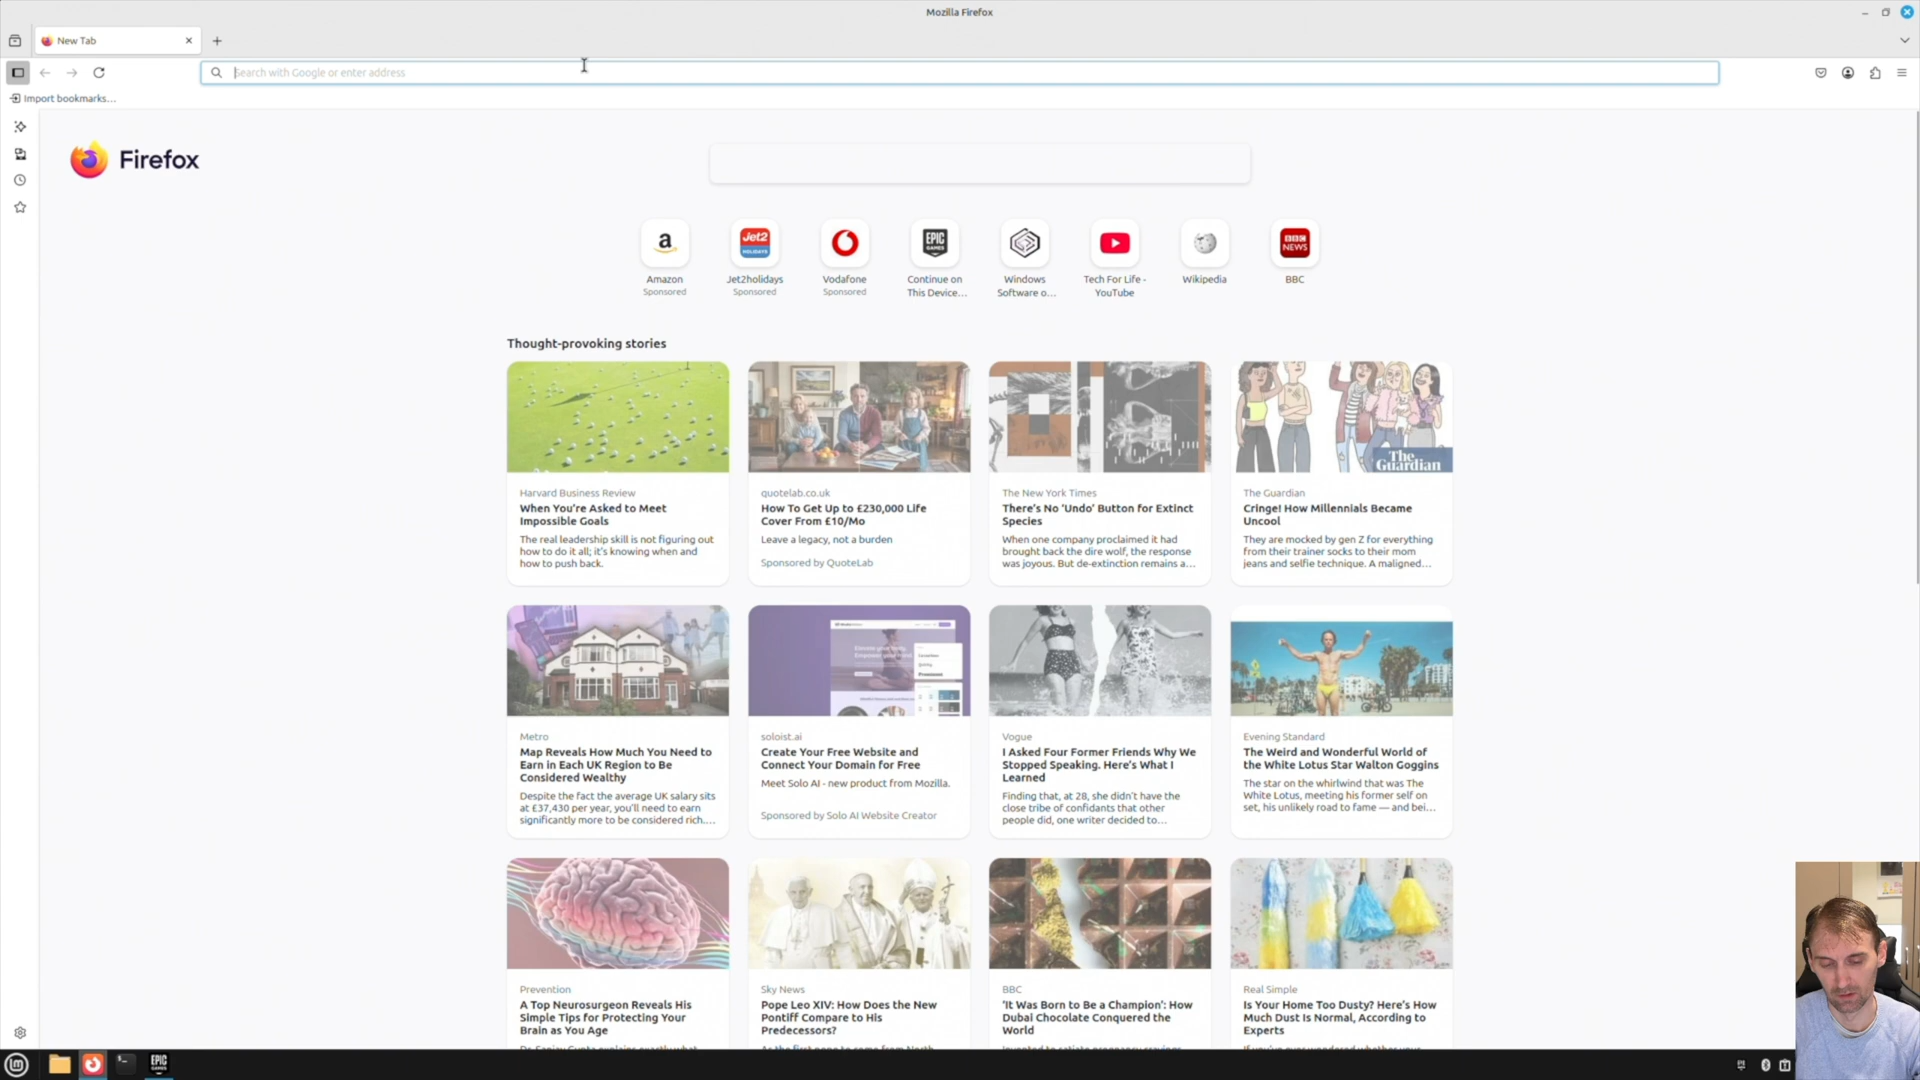 Mozilla Firefox
New Tab
Search with Google or enter address
Import bookmarks...
Firefox
Amazon
Sponsored
Jet2
HOLIDAYS
Jet2holidays
Sponsored
Vodafone
Sponsored
EPIC
GAMES
Continue on
This Device...
Windows
Software o...
Tech For Life -
YouTube
Wikipedia
BBC
NEWS
BBC
Thought-provoking stories
Harvard Business Review
When You're Asked to Meet
Impossible Goals
The real leadership skill is not figuring out
how to do it all; it's knowing when and
how to push back.
quotelab.co.uk
How To Get Up to £230,000 Life
Cover From £10/Mo
Leave a legacy, not a burden
Sponsored by QuoteLab
The New York Times
There's No 'Undo' Button for Extinct
Species
When one company proclaimed it had
brought back the dire wolf, the response
was joyous. But de-extinction remains a...
The
Guardian
The Guardian
Cringe! How Millennials Became
Uncool
They are mocked by gen Z for everything
from their trainer socks to their mom
jeans and selfie technique. A maligned...
Metro
Map Reveals How Much You Need to
Earn in Each UK Region to Be
Considered Wealthy
Despite the fact the average UK salary sits
at £37,430 per year, you'll need to earn
significantly more to be considered rich....
soloist.ai
Create Your Free Website and
Connect Your Domain for Free
Meet Solo AI - new product from Mozilla.
Sponsored by Solo AI Website Creator
Vogue
I Asked Four Former Friends Why We
Stopped Speaking. Here's What I
Learned
Finding that, at 28, she didn't have the
close tribe of confidants that other
people did, one writer decided to...
Evening Standard
The Weird and Wonderful World of
the White Lotus Star Walton Goggins
The star on the whirlwind that was The
White Lotus, meeting his former self on
set, his unlikely road to fame — and bei...
Prevention
A Top Neurosurgeon Reveals His
Simple Tips for Protecting Your
Brain as You Age
Sky News
Pope Leo XIV: How Does the New
Pontiff Compare to His
Predecessors?
BBC
'It Was Born to Be a Champion': How
Dubai Chocolate Conquered the
World
Real Simple
Is Your Home Too Dusty? Here's How
Much Dust Is Normal, According to
Experts
EPIC
GAMES